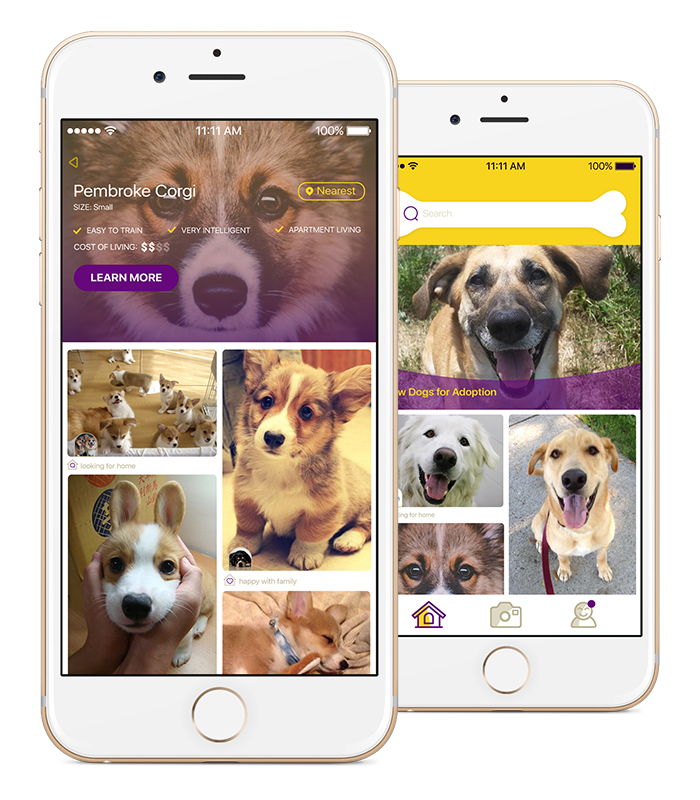 11:11 AM
100%
Pembroke Corgi
Nearest
SIZE: Small
EASY TO TRAIN
VERY INTELLIGENT
APARTMENT LIVING
COST OF LIVING: $$$$
LEARN MORE
looking for home
happy with family
11:11 AM
100%
Search
w Dogs for Adoption
ing for home